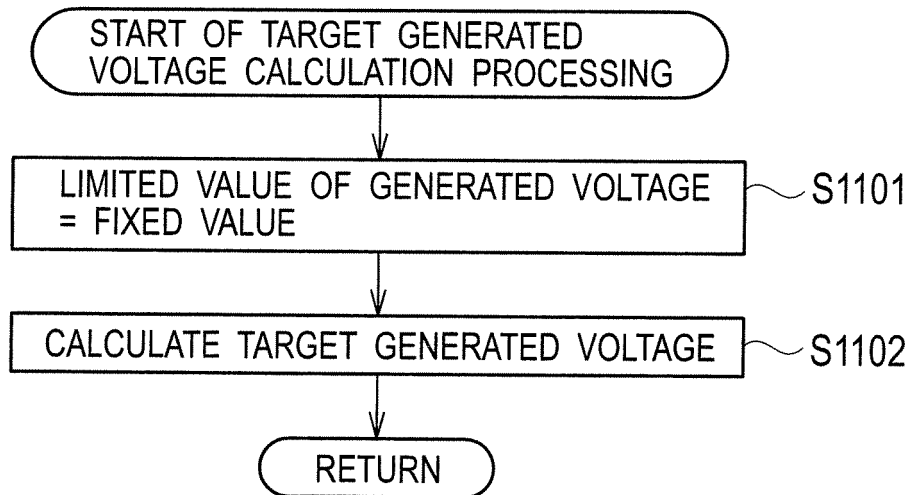 START OF TARGET GENERATED
VOLTAGE CALCULATION PROCESSING
LIMITED VALUE OF GENERATED VOLTAGE
= FIXED VALUE
S1101
CALCULATE TARGET GENERATED VOLTAGE
S1102
RETURN